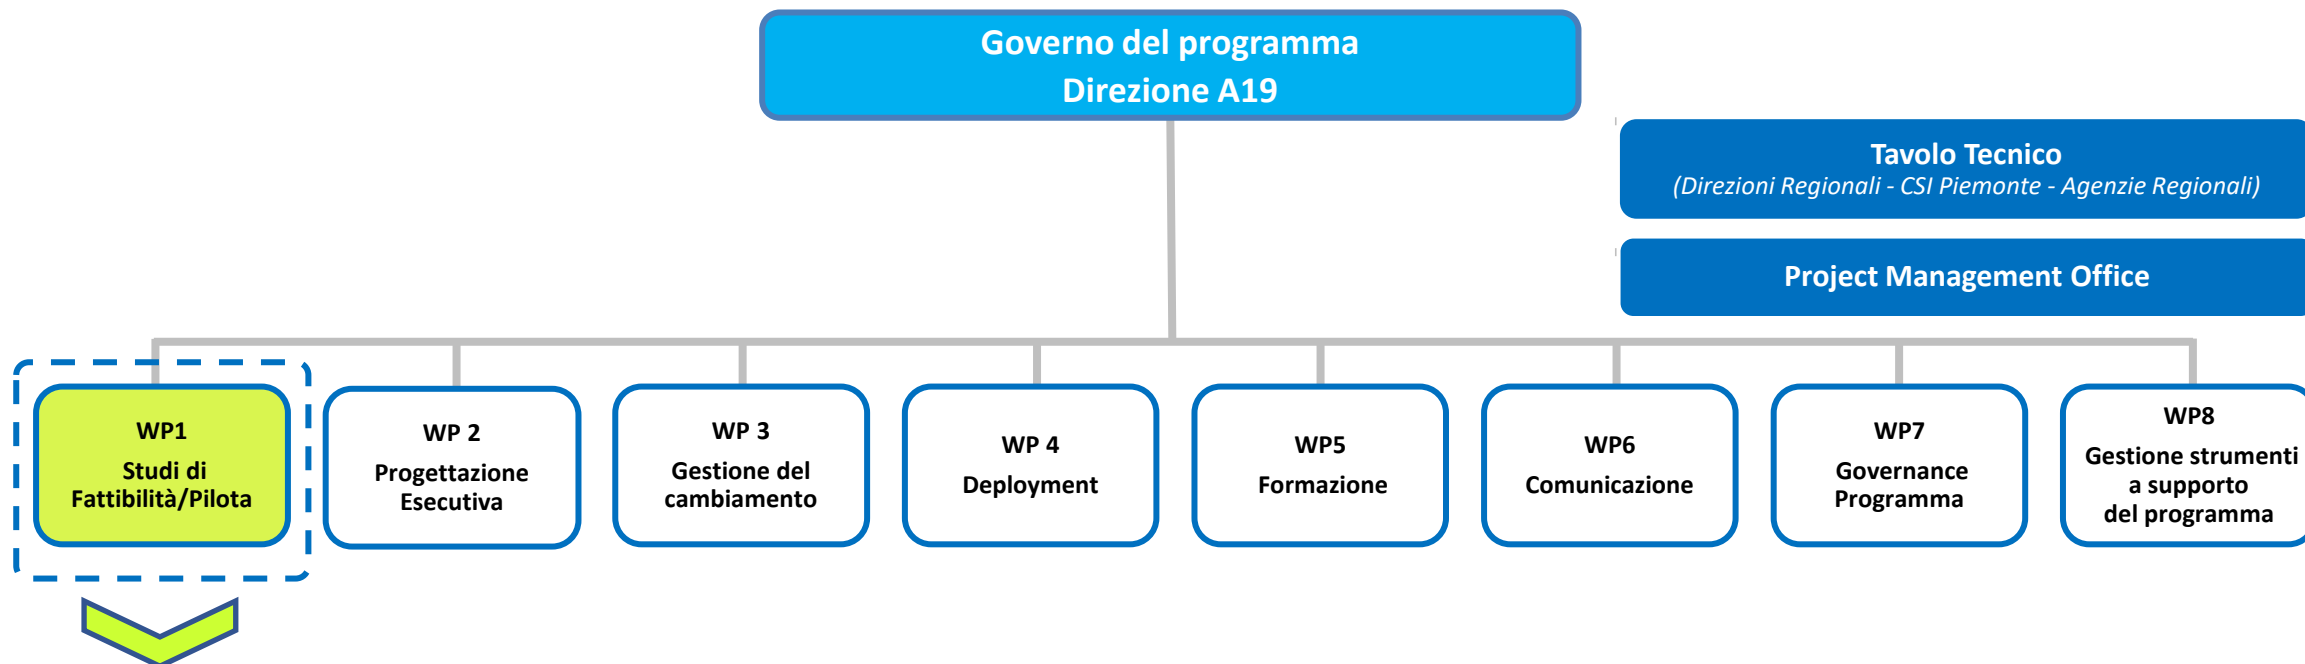 Governo del programma
Direzione A19
Tavolo Tecnico
(Direzioni Regionali - CSI Piemonte - Agenzie Regionali)
Project Management Office
WP1
Studi di
Fattibilità/Pilota
WP 2
Progettazione
Esecutiva
WP 3
Gestione del
cambiamento
WP 4
Deployment
WP5
Formazione
WP6
Comunicazione
WP7
Governance
Programma
WP8
Gestione strumenti
a supporto
del programma